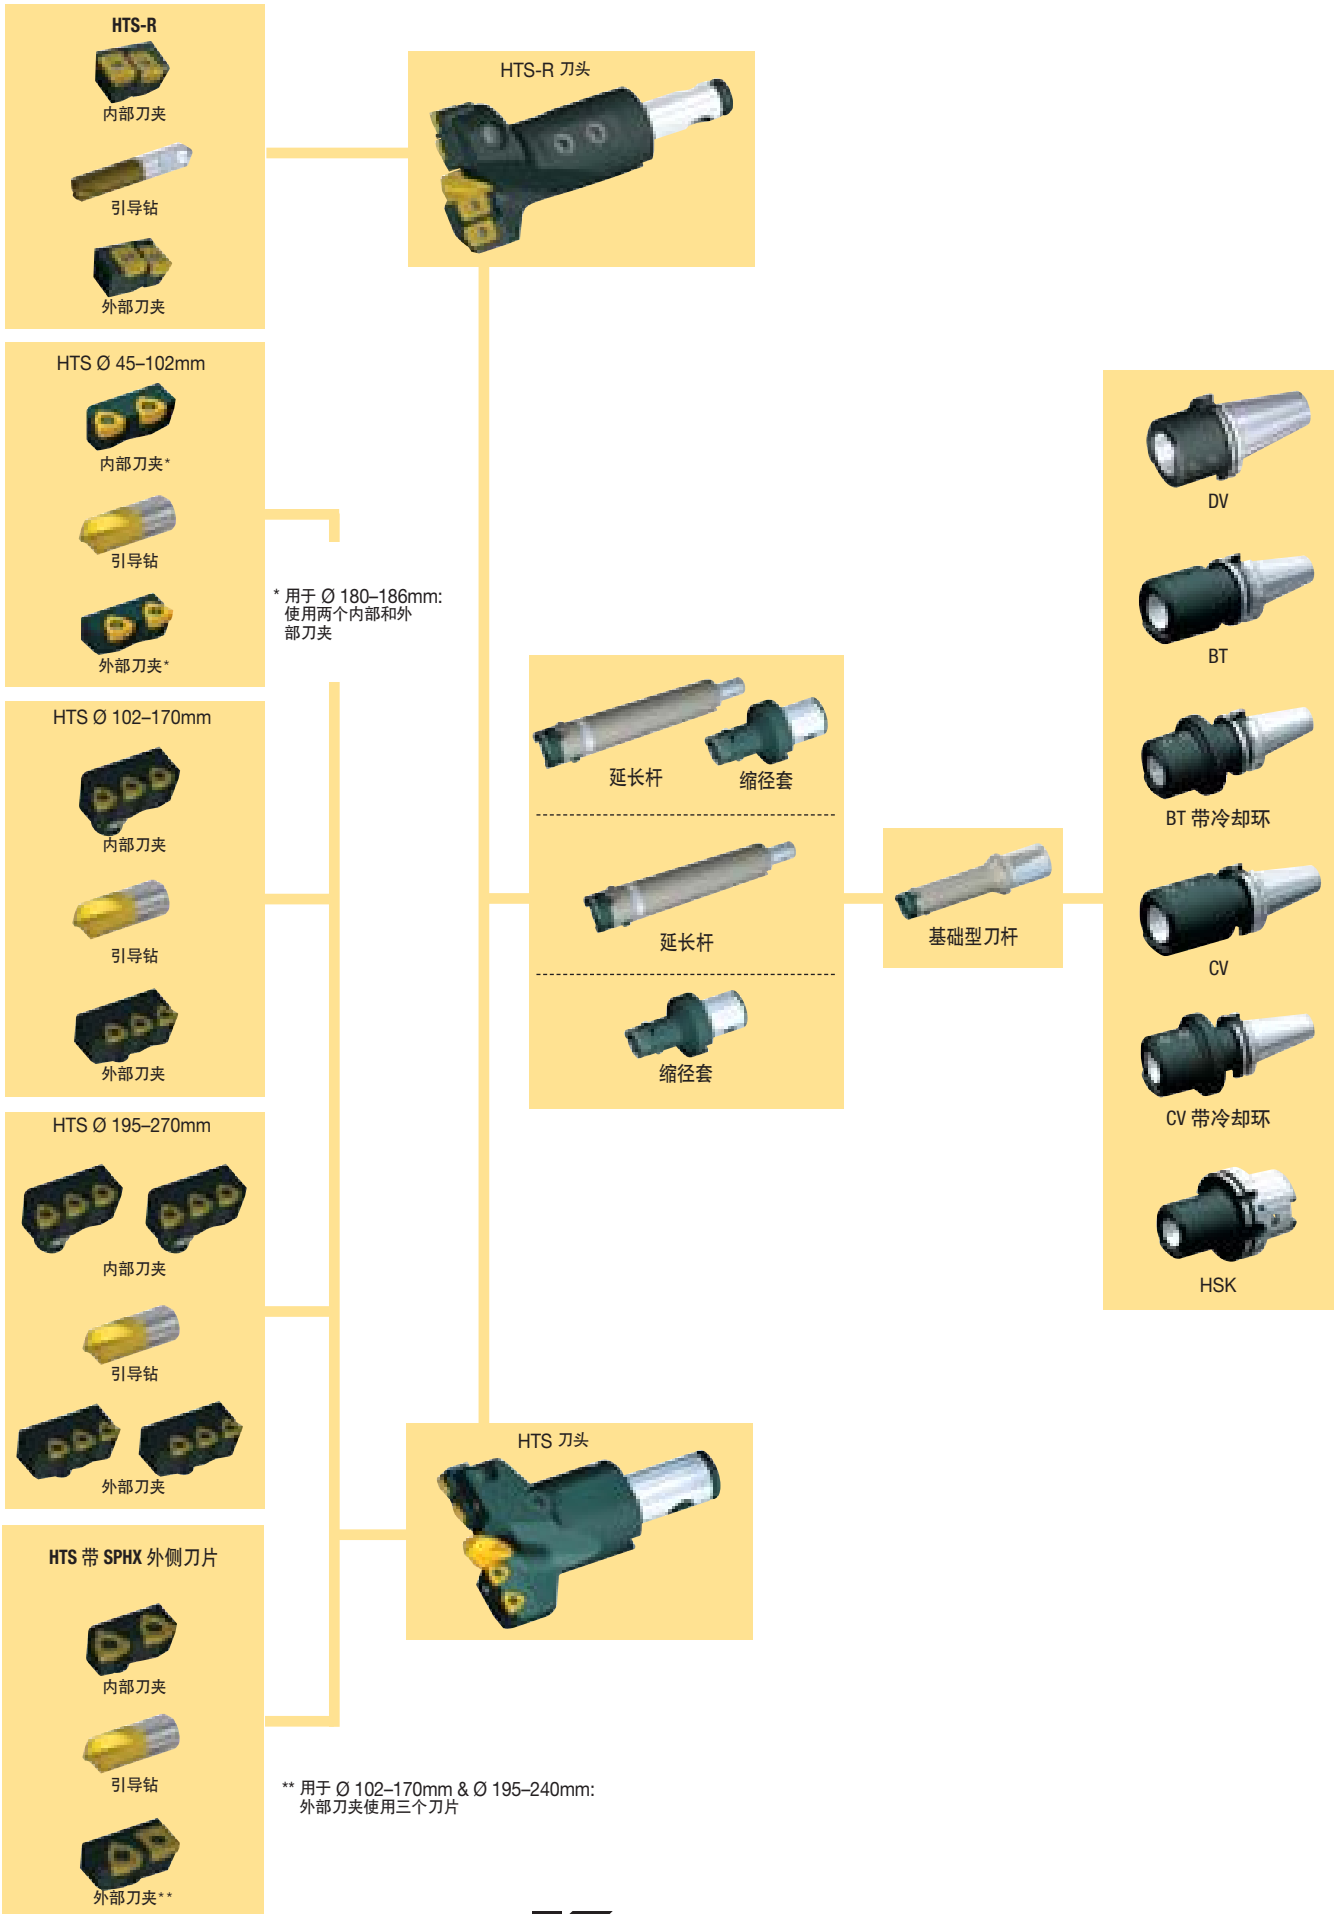 HTS-R
内部刀夹
引导钻
外部刀夹
HTS-R 刀头
HTS Ø 45–102mm
内部刀夹*
引导钻
外部刀夹*
* 用于 Ø 180–186mm:
使用两个内部和外
部刀夹
HTS Ø 102–170mm
内部刀夹
引导钻
外部刀夹
HTS Ø 195–270mm
内部刀夹
引导钻
外部刀夹
HTS 带 SPHX 外侧刀片
内部刀夹
引导钻
外部刀夹**
** 用于 Ø 102–170mm & Ø 195–240mm:
外部刀夹使用三个刀片
HTS 刀头
延长杆
缩径套
延长杆
缩径套
基础型刀杆
DV
BT
BT 带冷却环
CV
CV 带冷却环
HSK